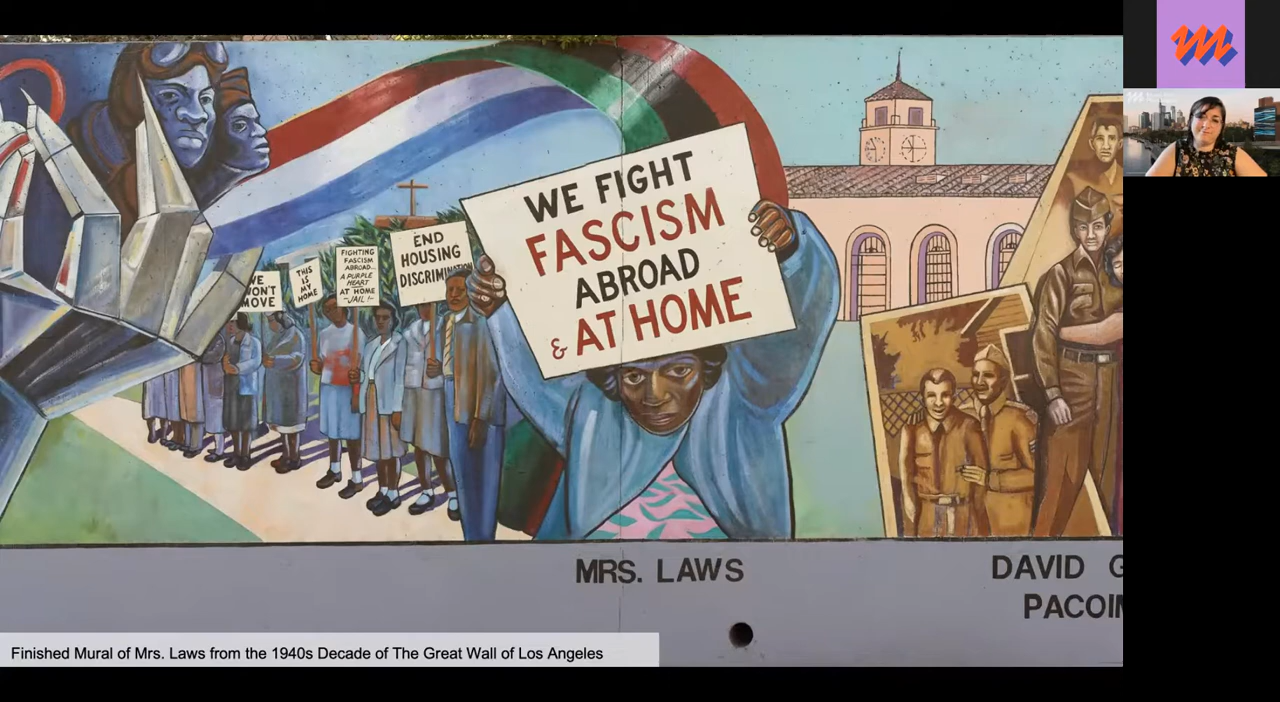 WE FIGHT
FASCISM
ABROAD
& AT HOME
END
HOUSING
DISCRIMINATION
FIGHTING
FASCISM
ABROAD...
A PURPLE
HEART
AT HOME
-JAIL!-
THIS
IS
MY
HOME
WE
WON'T
MOVE
MRS. LAWS
DAVID G
PACOIM
Finished Mural of Mrs. Laws from the 1940s Decade of The Great Wall of Los Angeles